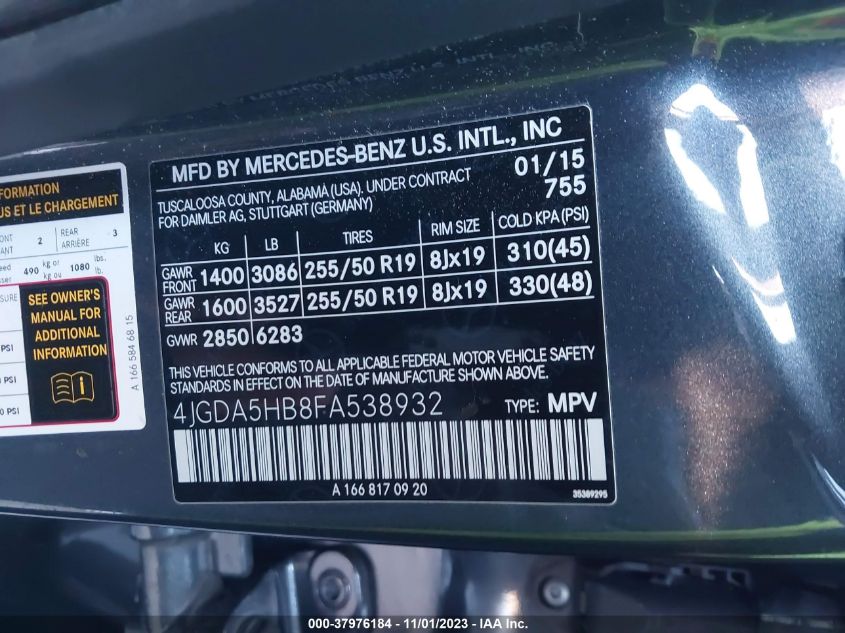 FORMATION
US ET LE CHARGEMENT
2
REAR
ARRIÈRE
3
490 kg or
kg ou 1080 lbs.
lb.
SEE OWNER'S
MANUAL FOR
ADDITIONAL
INFORMATION
PSI
PSI
PSI
A 166 584 68 15
MFD BY MERCEDES-BENZ U.S. INTL., INC
TUSCALOOSA COUNTY, ALABAMA (USA). UNDER CONTRACT
FOR DAIMLER AG, STUTTGART (GERMANY)
01/15
755
KG LB TIRES RIM SIZE COLD KPA (PSI)
GAWR
FRONT 1400 3086 255/50 R19 8Jx19 310(45)
GAWR
REAR 1600 3527 255/50 R19 8Jx19 330(48)
GVWR 2850 6283
THIS VEHICLE CONFORMS TO ALL APPLICABLE FEDERAL MOTOR VEHICLE SAFETY
STANDARDS IN EFFECT ON THE DATE OF MANUFACTURE SHOWN ABOVE.
4JGDA5HB8FA538932 TYPE: MPV
A 166 817 09 20
35389295
000-37976184 - 11/01/2023 - IAA Inc.